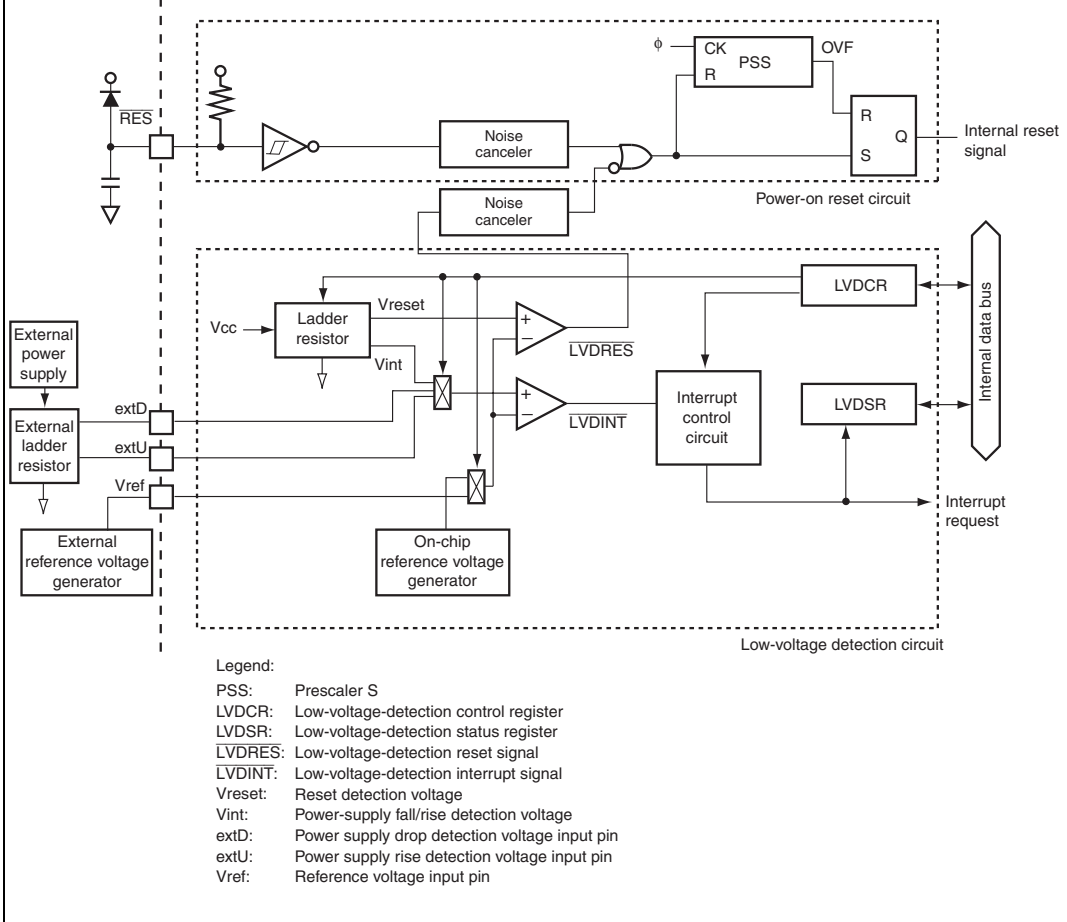 φ
CK
PSS
R
OVF
RES
Noise
canceler
R
Q
S
Internal reset
signal
Noise
canceler
Power-on reset circuit
LVDCR
Internal data bus
Vreset
Vcc
Ladder
resistor
+
−
LVDRES
Vint
External
power
supply
+
−
LVDINT
Interrupt
control
circuit
LVDSR
extD
External
ladder
resistor
extU
Vref
Interrupt
request
External
reference voltage
generator
On-chip
reference voltage
generator
Low-voltage detection circuit
Legend:
PSS: Prescaler S
LVDCR: Low-voltage-detection control register
LVDSR: Low-voltage-detection status register
LVDRES: Low-voltage-detection reset signal
LVDINT: Low-voltage-detection interrupt signal
Vreset: Reset detection voltage
Vint: Power-supply fall/rise detection voltage
extD: Power supply drop detection voltage input pin
extU: Power supply rise detection voltage input pin
Vref: Reference voltage input pin